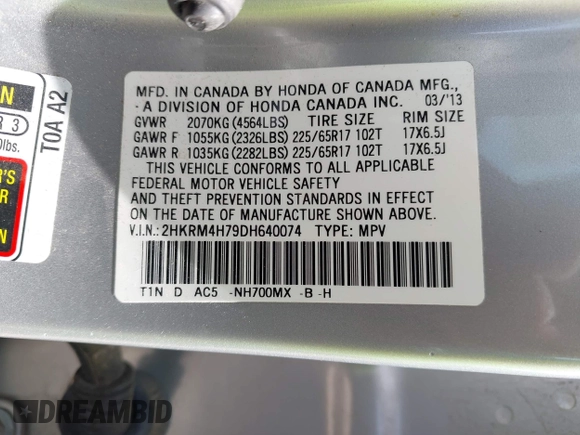 MFD. IN CANADA BY HONDA OF CANADA MFG.,
A DIVISION OF HONDA CANADA INC. 03/'13
GVWR 2070KG (4564LBS) TIRE SIZE RIM SIZE
GAWR F 1055KG (2326LBS) 225/65R17 102T 17X6.5J
GAWR R 1035KG (2282LBS) 225/65R17 102T 17X6.5J
THIS VEHICLE CONFORMS TO ALL APPLICABLE
FEDERAL MOTOR VEHICLE SAFETY
AND THEFT PREVENTION STANDARDS IN EFFECT
ON THE DATE OF MANUFACTURE SHOWN ABOVE.
V.I.N.: 2HKRM4H79DH640074 TYPE: MPV
T1N D AC5 -NH700MX -B -H
TOA A2
R 3
lbs.
DREAMBID